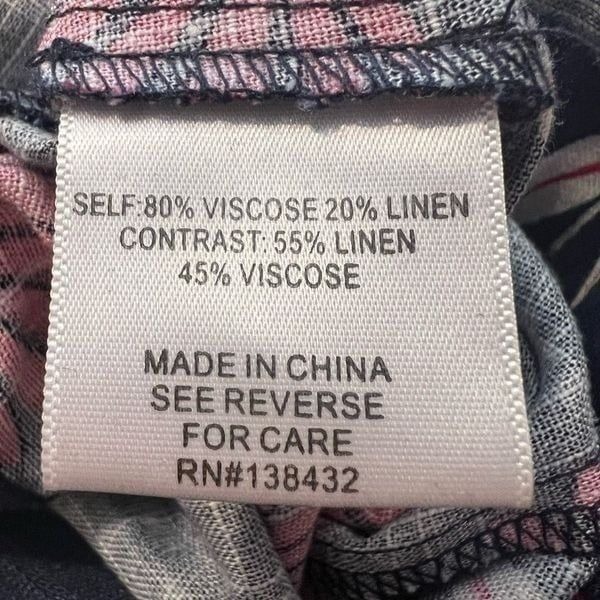 SELF:80% VISCOSE 20% LINEN
CONTRAST: 55% LINEN
45% VISCOSE
MADE IN CHINA
SEE REVERSE
FOR CARE
RN#138432